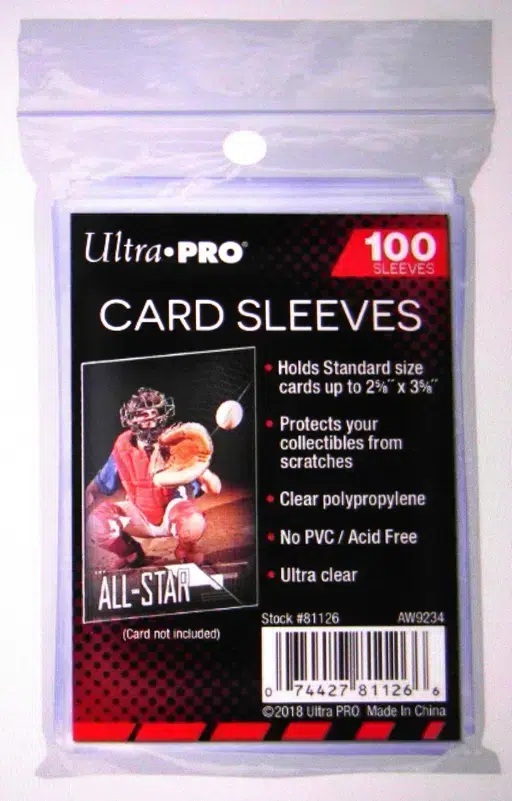 Ultra•PRO®
100
SLEEVES
CARD SLEEVES
• Holds Standard size
cards up to 2⅝" x 3⅝"
• Protects your
collectibles from
scratches
• Clear polypropylene
• No PVC / Acid Free
• Ultra clear
ALL-STAR
(Card not included)
Stock #81126 AW9234
0 74427 81126 6
©2018 Ultra PRO Made In China